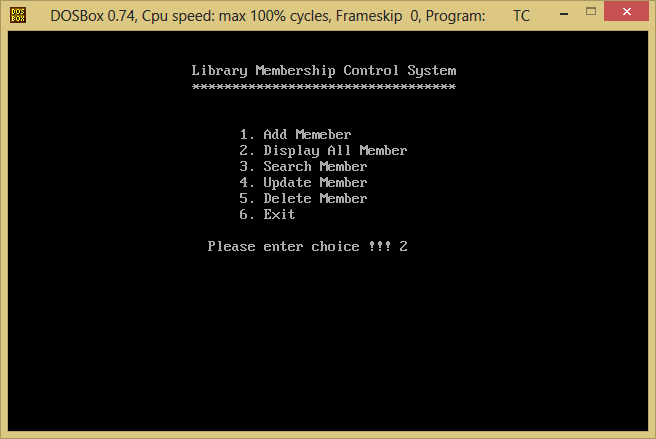 DOS BOX
DOSBox 0.74, Cpu speed: max 100% cycles, Frameskip 0, Program: TC
Library Membership Control System
*********************************
1. Add Memeber
2. Display All Member
3. Search Member
4. Update Member
5. Delete Member
6. Exit
Please enter choice !!! 2